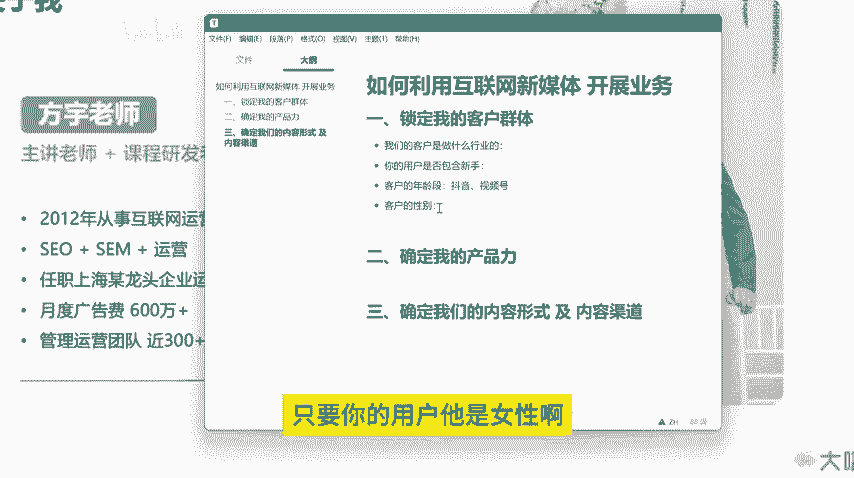 于我
方宇老师
主讲老师 + 课程研发
• 2012年从事互联网运营
• SEO + SEM + 运营
• 任职上海某龙头企业运
• 月度广告费 600万+
• 管理运营团队 近300+
T
文件(F) 编辑(E) 段落(P) 格式(O) 视图(V) 主题(T) 帮助(H)
文件 大纲
如何利用互联网新媒体 开展业务
一、锁定我的客户群体
二、确定我的产品力
三、确定我们的内容形式 及
内容渠道
如何利用互联网新媒体 开展业务
一、锁定我的客户群体
• 我们的客户是做什么行业的:
• 你的用户是否包含新手:
• 客户的年龄段: 抖音、视频号
• 客户的性别:
二、确定我的产品力
三、确定我们的内容形式 及 内容渠道
ZH
只要你的用户他是女性啊